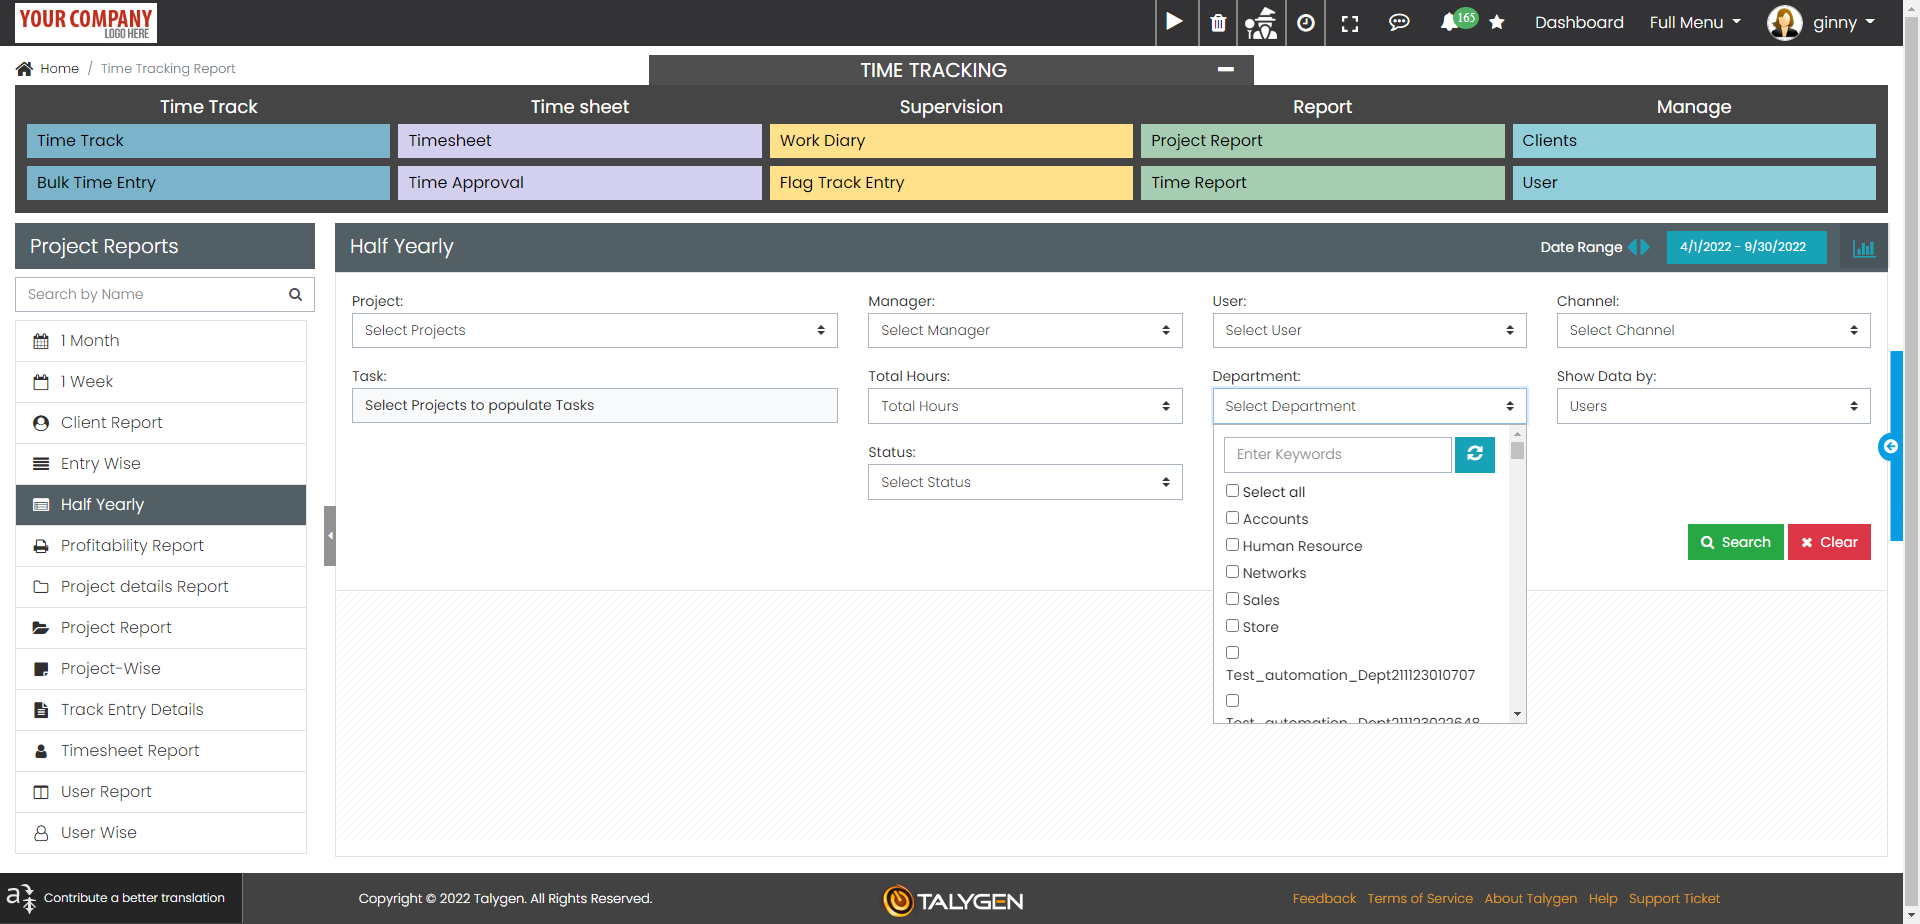 YOUR COMPANY
LOGO HERE
165
Dashboard
Full Menu
ginny
Home / Time Tracking Report
TIME TRACKING
Time Track
Time sheet
Supervision
Report
Manage
Time Track
Timesheet
Work Diary
Project Report
Clients
Bulk Time Entry
Time Approval
Flag Track Entry
Time Report
User
Project Reports
Search by Name
1 Month
1 Week
Client Report
Entry Wise
Half Yearly
Profitability Report
Project details Report
Project Report
Project-Wise
Track Entry Details
Timesheet Report
User Report
User Wise
Half Yearly
Date Range
4/1/2022 - 9/30/2022
Project:
Select Projects
Manager:
Select Manager
User:
Select User
Channel:
Select Channel
Task:
Select Projects to populate Tasks
Total Hours:
Total Hours
Department:
Select Department
Show Data by:
Users
Status:
Select Status
Enter Keywords
Select all
Accounts
Human Resource
Networks
Sales
Store
Test_automation_Dept211123010707
Test_automation_Dept211123022648
Search
Clear
Contribute a better translation
Copyright © 2022 Talygen. All Rights Reserved.
TALYGEN
Feedback
Terms of Service
About Talygen
Help
Support Ticket